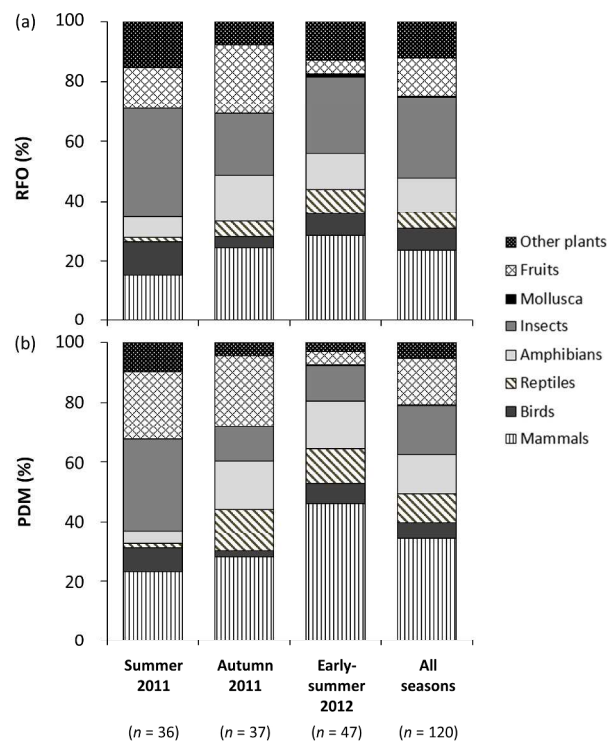 (a)
100
80
60
40
20
0
RFO (%)
(b)
100
80
60
40
20
0
PDM (%)
Other plants
Fruits
Mollusca
Insects
Amphibians
Reptiles
Birds
Mammals
Summer
2011
(n = 36)
Autumn
2011
(n = 37)
Early-
summer
2012
(n = 47)
All
seasons
(n = 120)